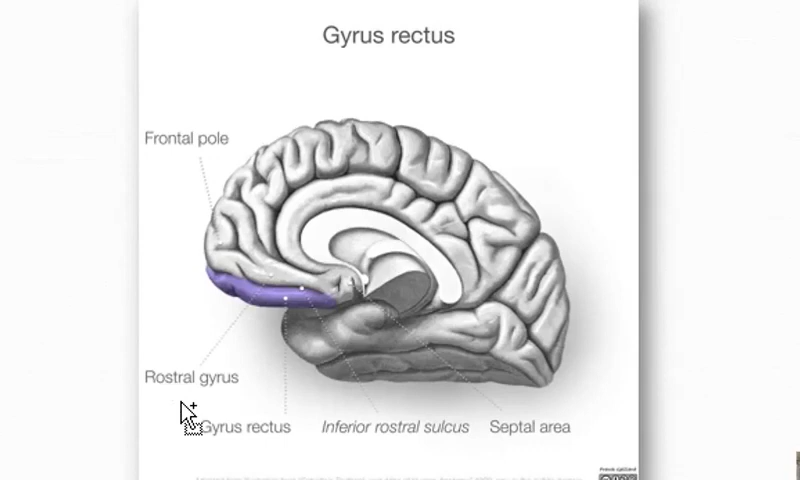 Gyrus rectus
Frontal pole
Rostral gyrus
Gyrus rectus
Inferior rostral sulcus
Septal area